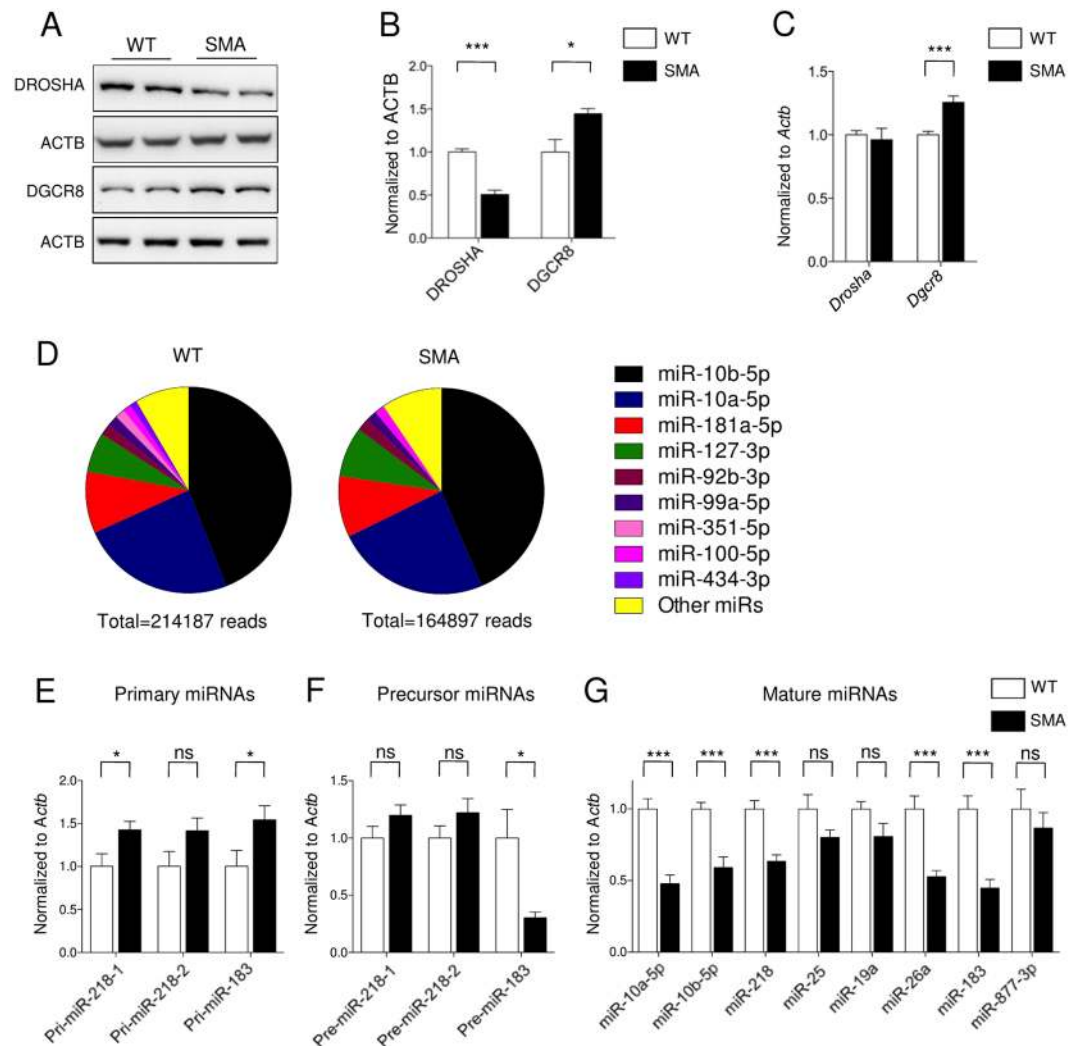 A
WT SMA
DROSHA
ACTB
DGCR8
ACTB
B
WT
SMA
*** *
2.0
1.5
1.0
0.5
0.0
Normalized to ACTB
DROSHA
DGCR8
C
WT
SMA
***
1.5
1.0
0.5
0.0
Normalized to Actb
Drosha
Dgcr8
D
WT
SMA
Total=214187 reads
Total=164897 reads
miR-10b-5p
miR-10a-5p
miR-181a-5p
miR-127-3p
miR-92b-3p
miR-99a-5p
miR-351-5p
miR-100-5p
miR-434-3p
Other miRs
E
Primary miRNAs
* ns *
2.0
1.5
1.0
0.5
0.0
Normalized to Actb
Pri-miR-218-1
Pri-miR-218-2
Pri-miR-183
F
Precursor miRNAs
ns ns *
1.5
1.0
0.5
0.0
Normalized to Actb
Pre-miR-218-1
Pre-miR-218-2
Pre-miR-183
G
Mature miRNAs
WT
SMA
*** *** *** ns ns *** *** ns
1.0
0.5
0.0
Normalized to Actb
miR-10a-5p
miR-10b-5p
miR-218
miR-25
miR-19a
miR-26a
miR-183
miR-877-3p